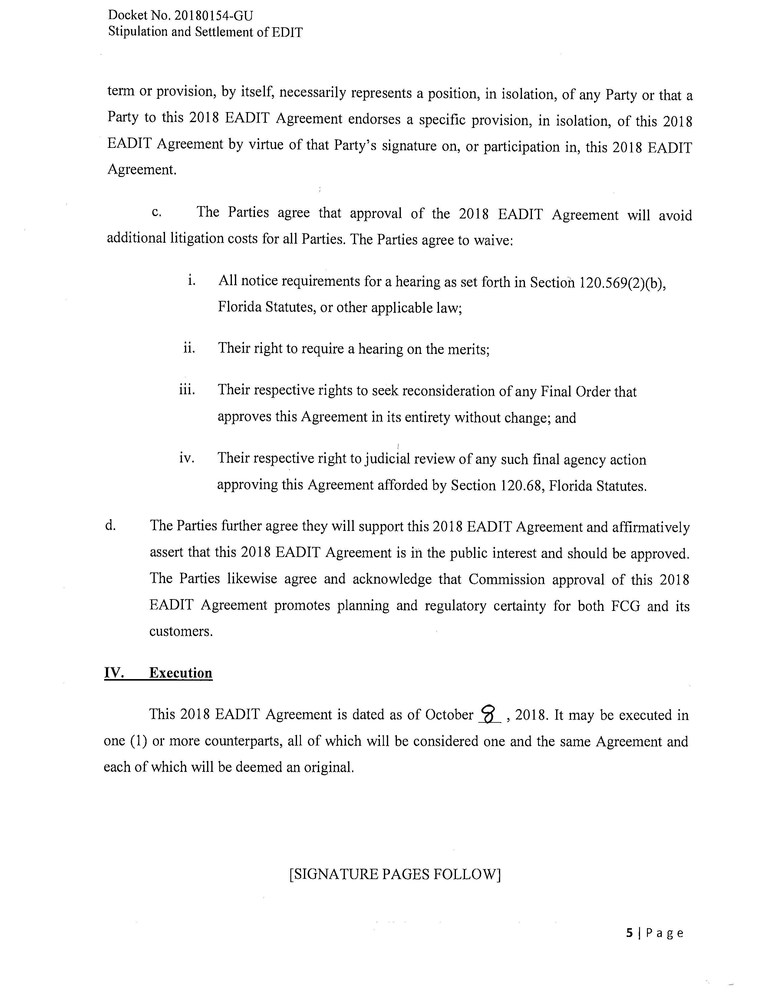 Docket No. 20180154-GU
Stipulation and Settlement of EDIT
term or provision, by itself, necessarily represents a position, in isolation, of any Party or that a
Party to this 2018 EADIT Agreement endorses a specific provision, in isolation, of this 2018
EADIT Agreement by virtue of that Party's signature on, or participation in, this 2018 EADIT
Agreement.
c. The Parties agree that approval of the 2018 EADIT Agreement will avoid
additional litigation costs for all Parties. The Parties agree to waive:
i. All notice requirements for a hearing as set forth in Section 120.569(2)(b),
Florida Statutes, or other applicable law;
ii. Their right to require a hearing on the merits;
iii. Their respective rights to seek reconsideration of any Final Order that
approves this Agreement in its entirety without change; and
iv. Their respective right to judicial review of any such final agency action
approving this Agreement afforded by Section 120.68, Florida Statutes.
d. The Parties further agree they will support this 2018 EADIT Agreement and affirmatively
assert that this 2018 EADIT Agreement is in the public interest and should be approved.
The Parties likewise agree and acknowledge that Commission approval of this 2018
EADIT Agreement promotes planning and regulatory certainty for both FCG and its
customers.
IV. Execution
This 2018 EADIT Agreement is dated as of October 8 , 2018. It may be executed in
one (1) or more counterparts, all of which will be considered one and the same Agreement and
each of which will be deemed an original.
[SIGNATURE PAGES FOLLOW]
5 | Page